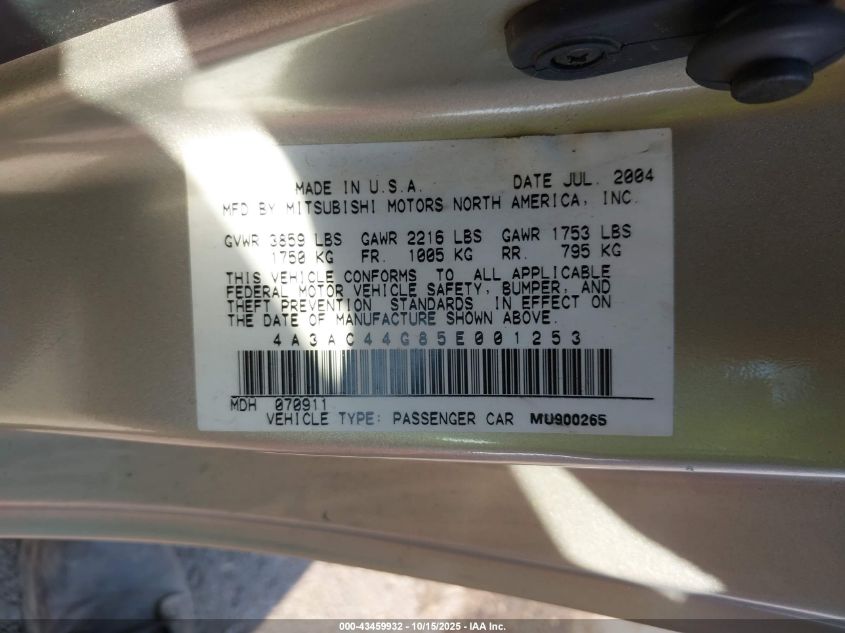 MADE IN U.S.A. DATE JUL. 2004
MFD BY MITSUBISHI MOTORS NORTH AMERICA, INC.
GVWR 3859 LBS GAWR 2216 LBS GAWR 1753 LBS
1750 KG FR. 1005 KG RR. 795 KG
THIS VEHICLE CONFORMS TO ALL APPLICABLE
FEDERAL MOTOR VEHICLE SAFETY, BUMPER, AND
THEFT PREVENTION STANDARDS IN EFFECT ON
THE DATE OF MANUFACTURE SHOWN ABOVE.
4A3AC44G85E001253
MDH 070911
VEHICLE TYPE: PASSENGER CAR MU900265
000-43459932 - 10/15/2025 - IAA Inc.